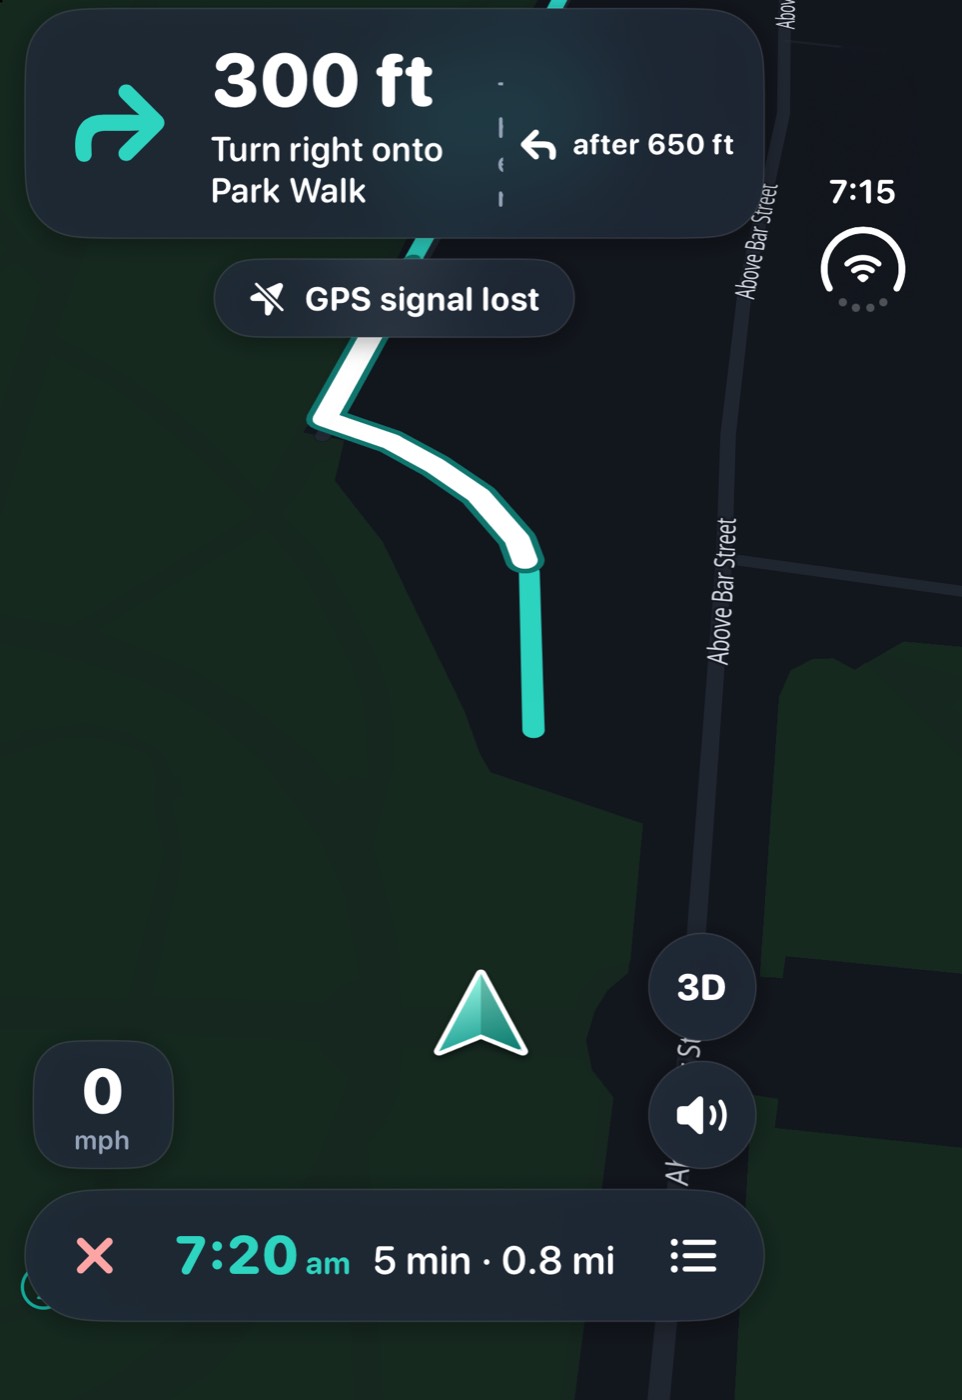 300 ft
Turn right onto
Park Walk
after 650 ft
7:15
GPS signal lost
Above Bar Street
Above Bar Street
3D
0
mph
7:20 am 5 min · 0.8 mi